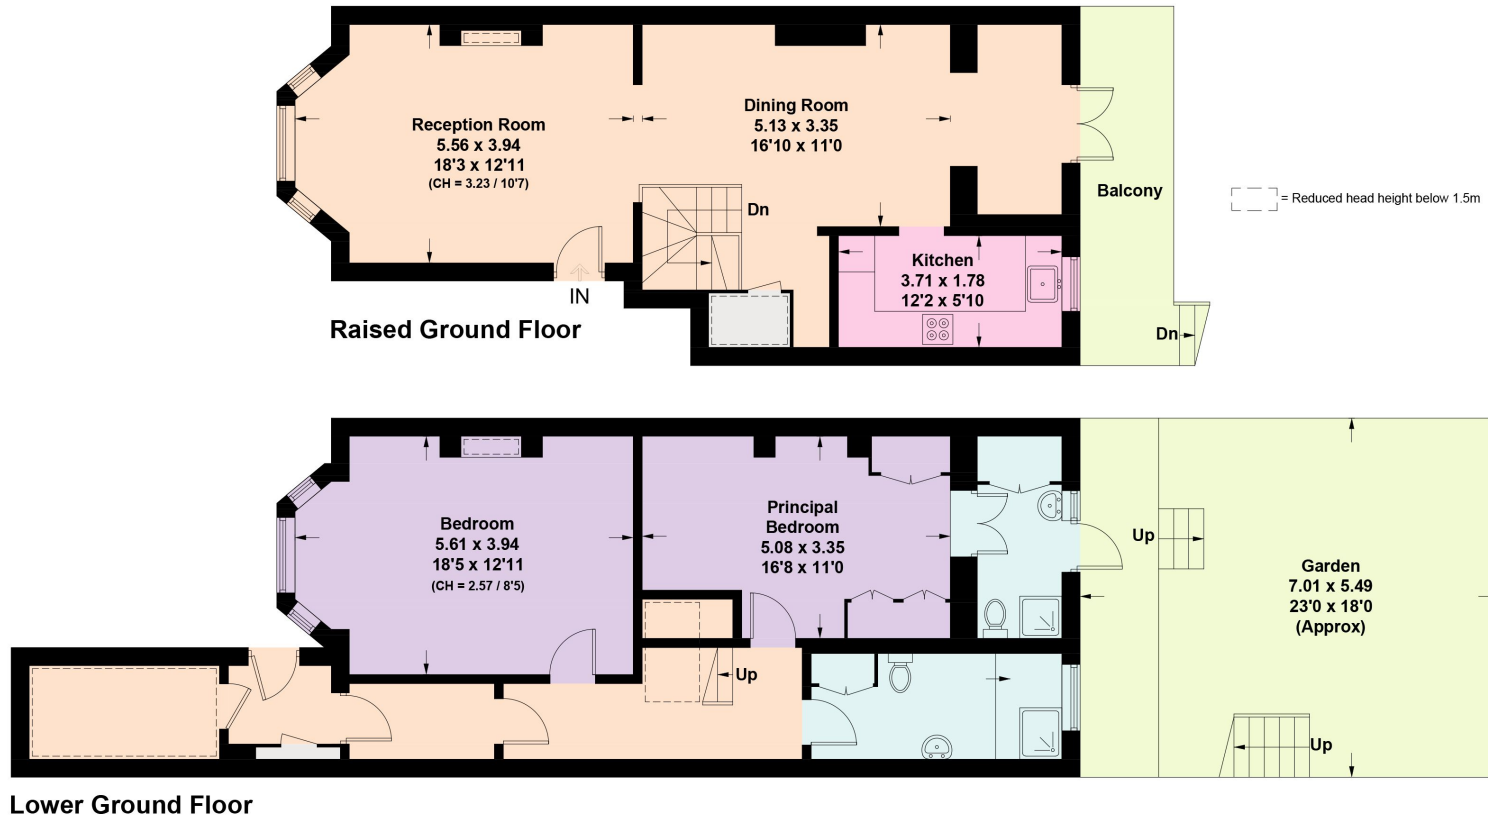 Reception Room
5.56 x 3.94
18'3 x 12'11
(CH = 3.23 / 10'7)
Dining Room
5.13 x 3.35
16'10 x 11'0
Dn
Kitchen
3.71 x 1.78
12'2 x 5'10
Balcony
Dn
= Reduced head height below 1.5m
IN
Raised Ground Floor
Bedroom
5.61 x 3.94
18'5 x 12'11
(CH = 2.57 / 8'5)
Principal
Bedroom
5.08 x 3.35
16'8 x 11'0
Up
Up
Garden
7.01 x 5.49
23'0 x 18'0
(Approx)
Up
Lower Ground Floor